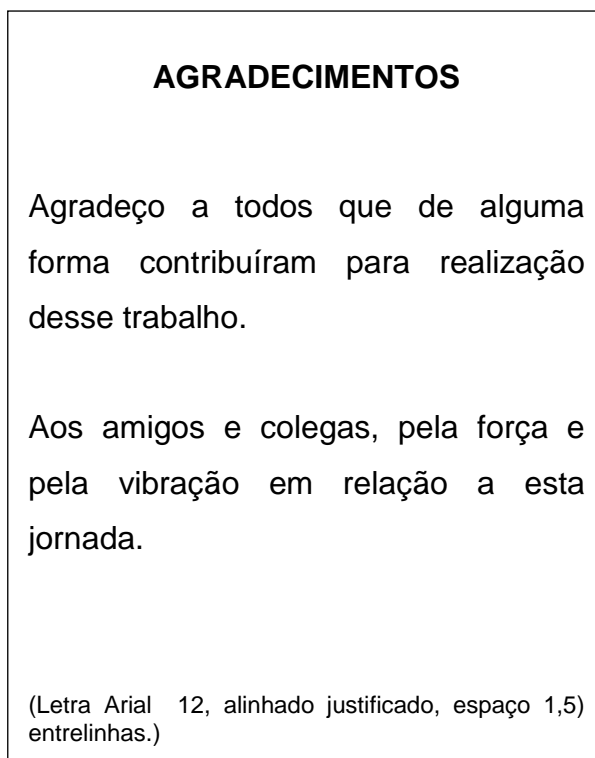 AGRADECIMENTOS
Agradeço a todos que de alguma
forma contribuíram para realização
desse trabalho.
Aos amigos e colegas, pela força e
pela vibração em relação a esta
jornada.
(Letra Arial  12, alinhado justificado, espaço 1,5)
entrelinhas.)